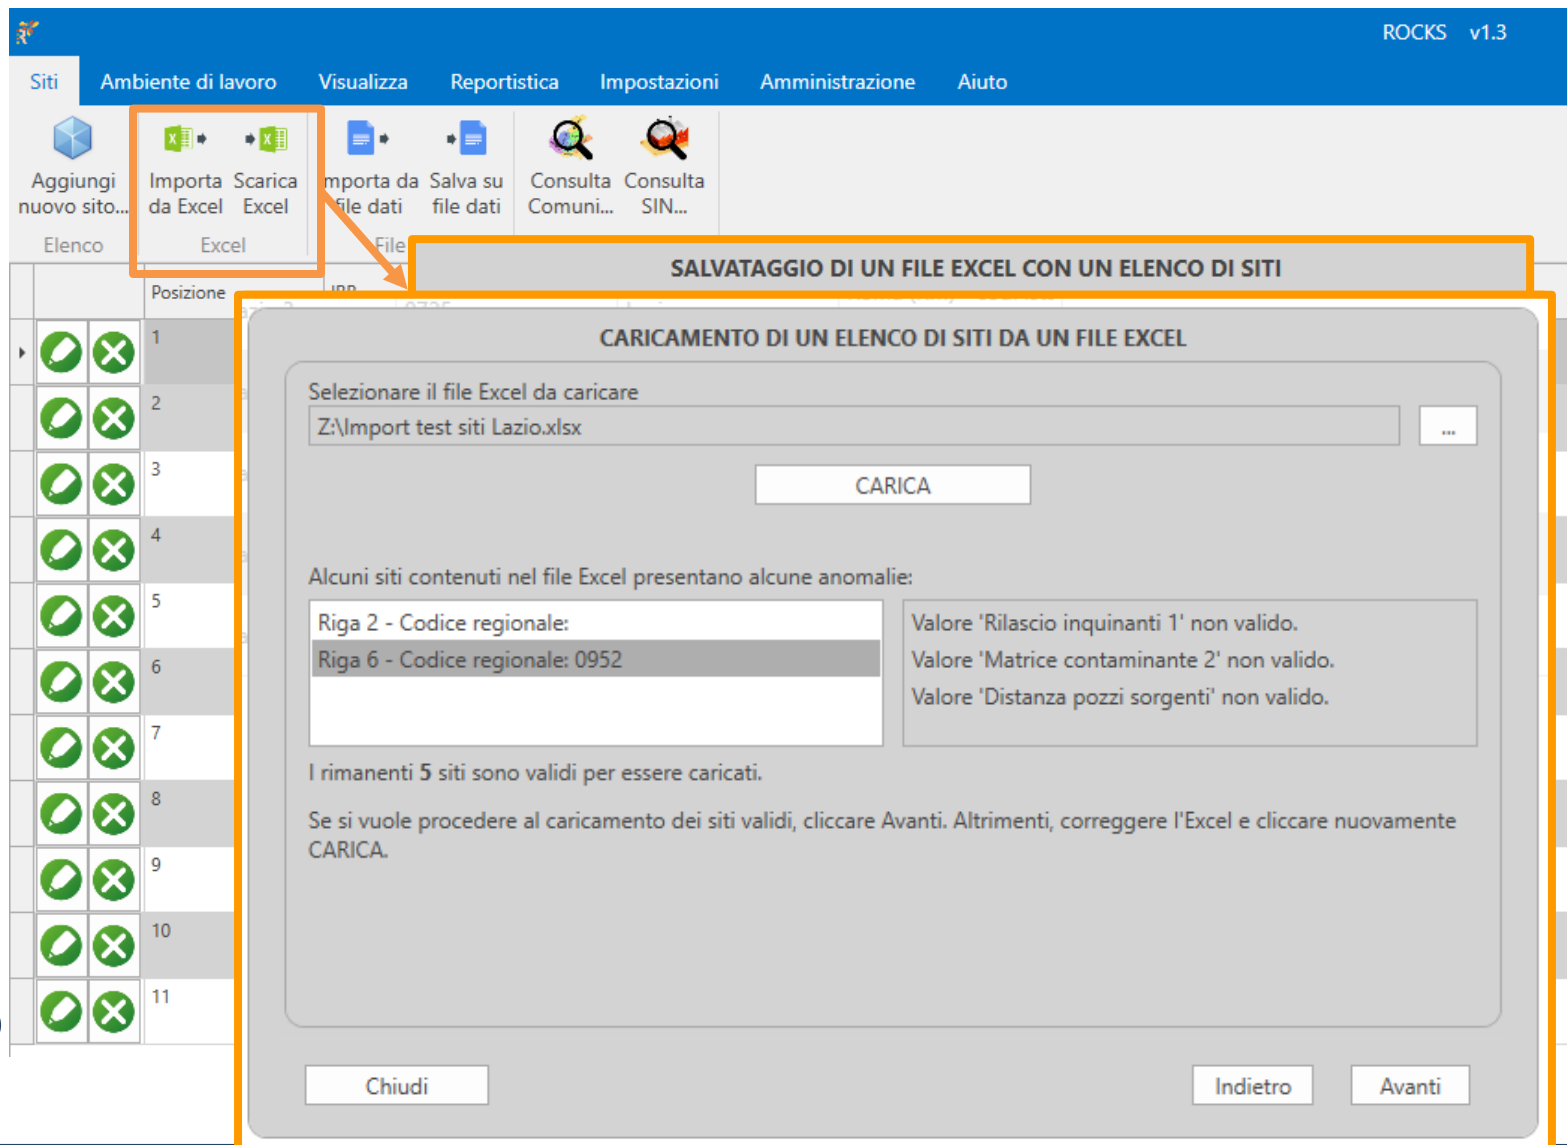 ROCKS v1.3
Siti Ambiente di lavoro Visualizza Reportistica Impostazioni Amministrazione Aiuto
Aggiungi Importa Scarica mporta da Salva su Consulta Consulta
nuovo sito... da Excel Excel file dati file dati Comuni... SIN...
Elenco Excel File
SALVATAGGIO DI UN FILE EXCEL CON UN ELENCO DI SITI
Posizione
CARICAMENTO DI UN ELENCO DI SITI DA UN FILE EXCEL
1
2
3
4
5
6
7
8
9
10
11
Selezionare il file Excel da caricare
Z:\Import test siti Lazio.xlsx
...
CARICA
Alcuni siti contenuti nel file Excel presentano alcune anomalie:
Riga 2 - Codice regionale:
Riga 6 - Codice regionale: 0952
Valore 'Rilascio inquinanti 1' non valido.
Valore 'Matrice contaminante 2' non valido.
Valore 'Distanza pozzi sorgenti' non valido.
I rimanenti 5 siti sono validi per essere caricati.
Se si vuole procedere al caricamento dei siti validi, cliccare Avanti. Altrimenti, correggere l'Excel e cliccare nuovamente
CARICA.
Chiudi Indietro Avanti